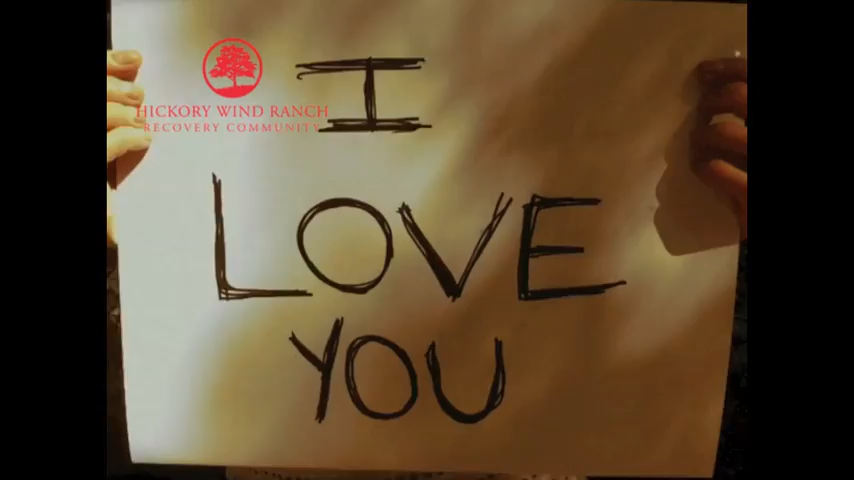 HICKORY WIND RANCH
RECOVERY COMMUNITY
I
LOVE
YOU